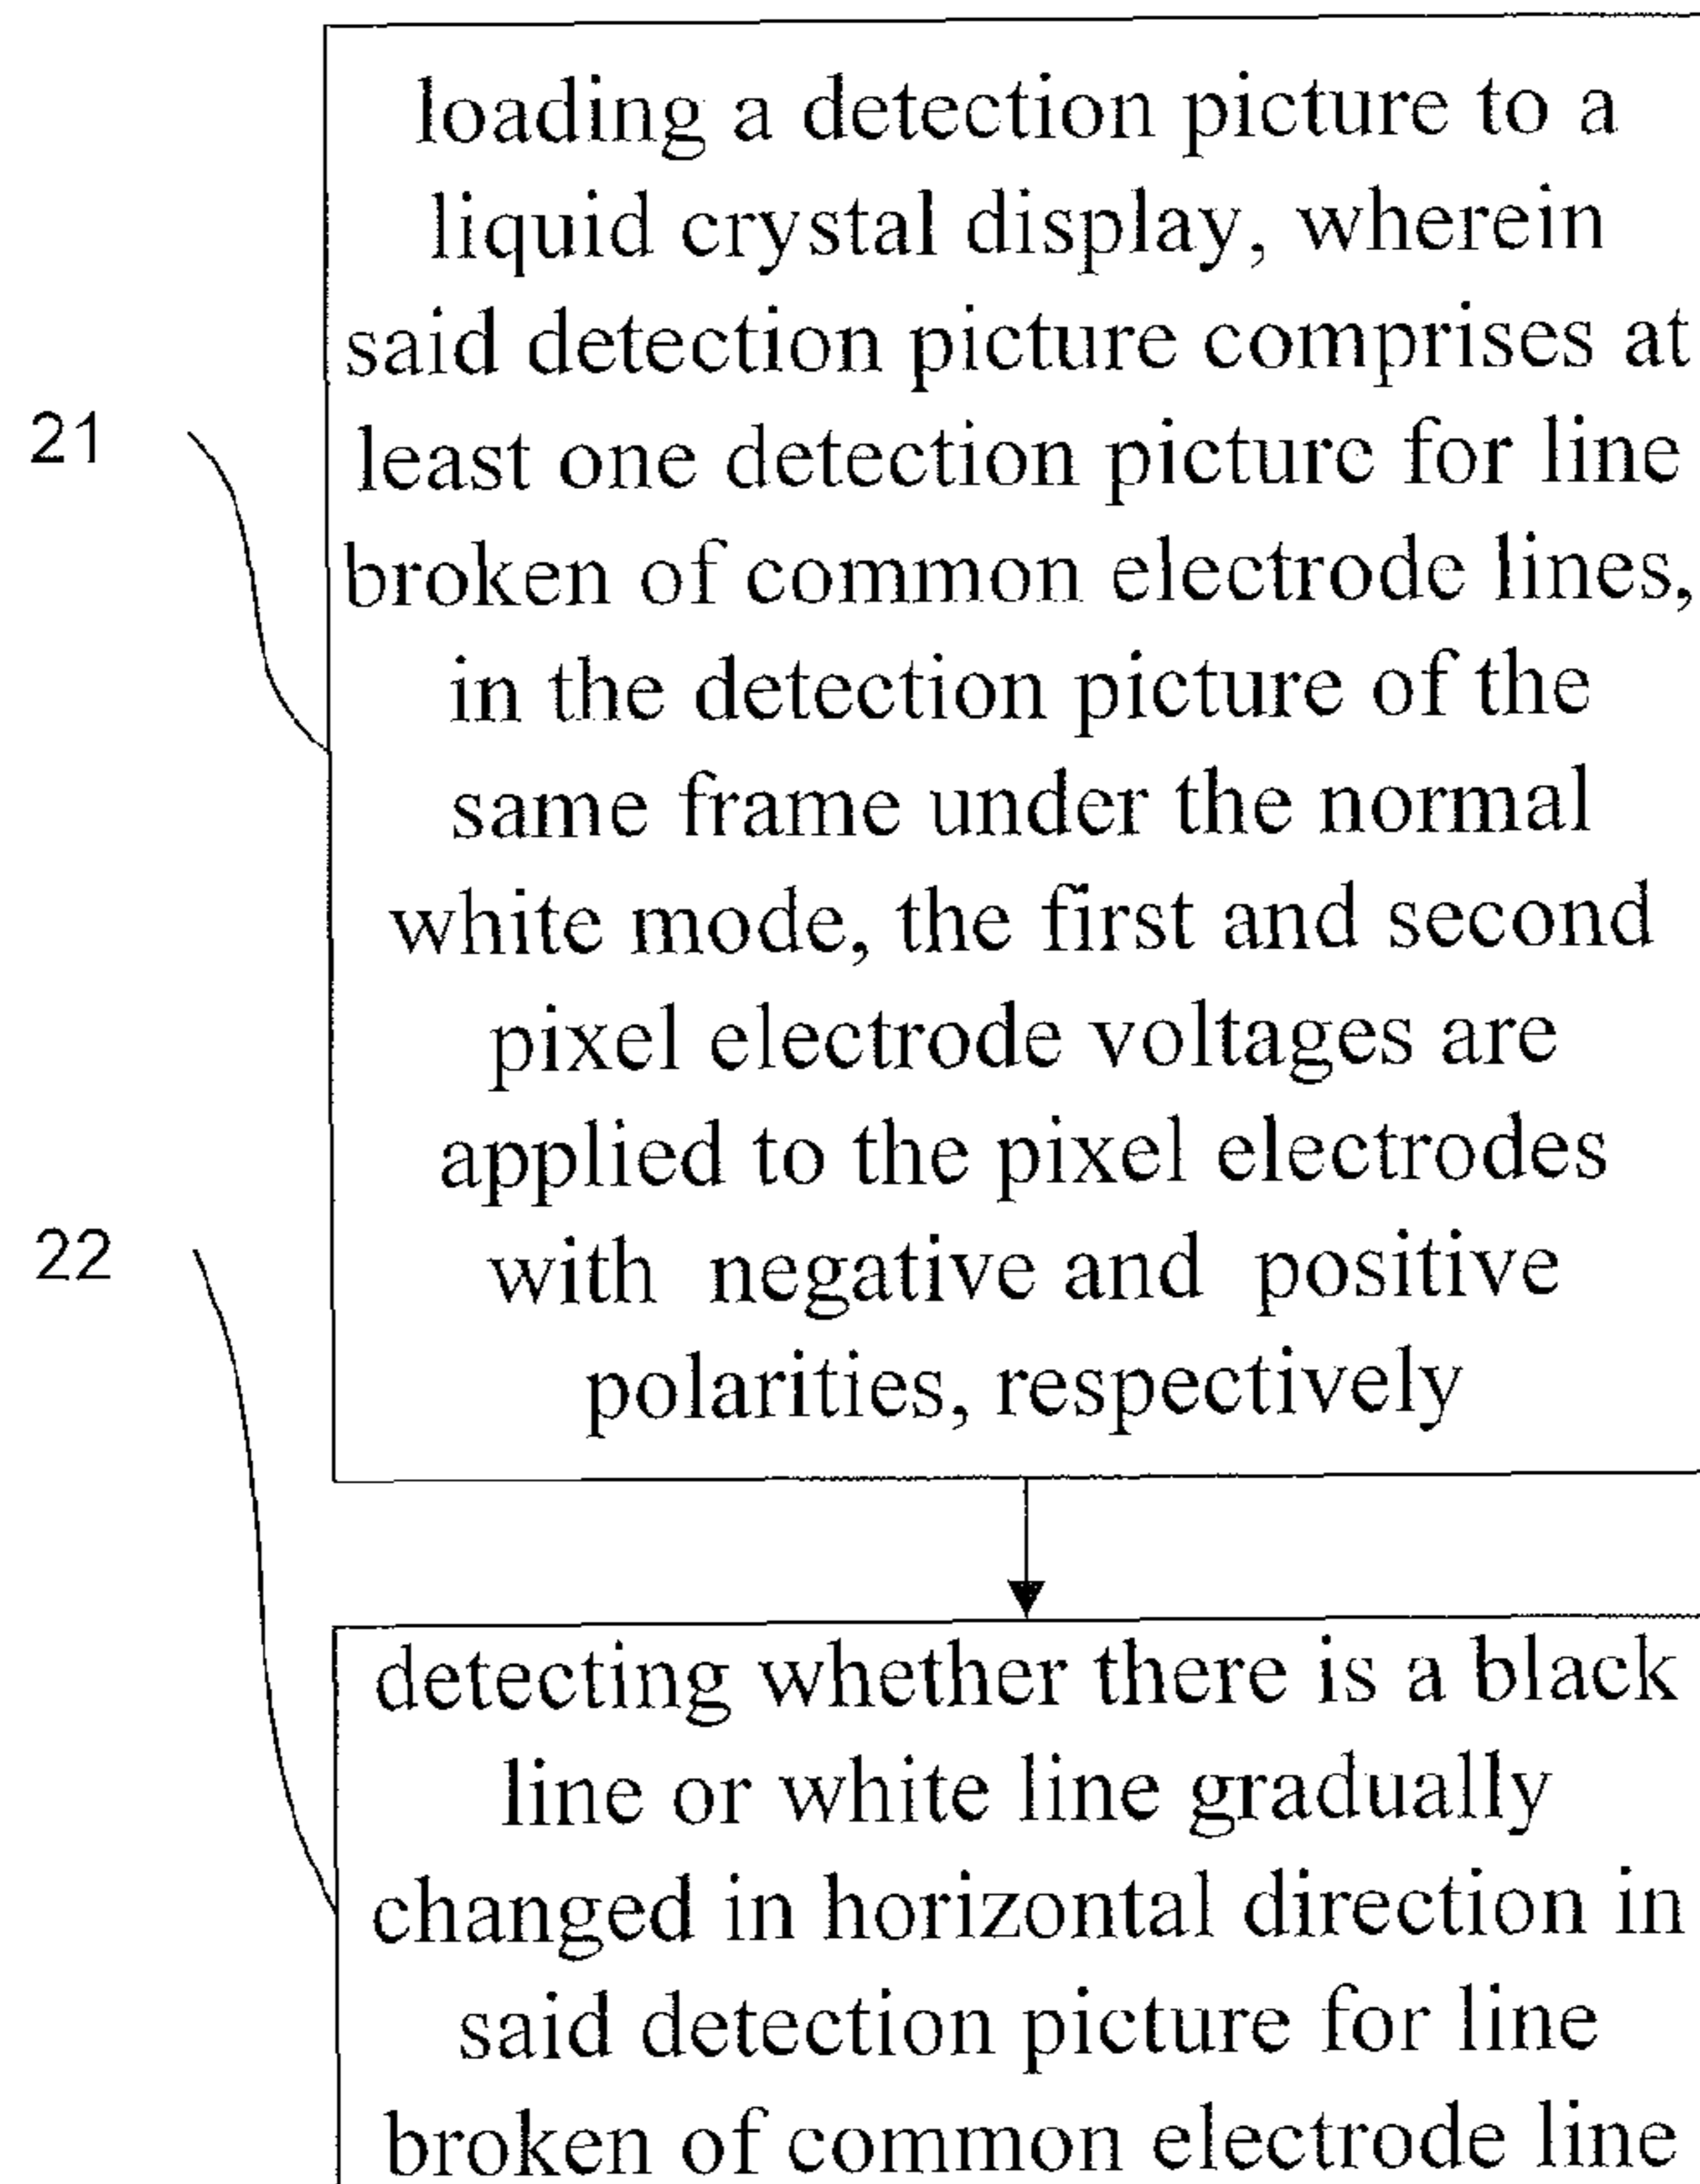 loading a detection picture to a
liquid crystal display, wherein
said detection picture comprises at
21
least one detection picture for line
broken of common electrode lines,
in the detection picture of the
same frame under the normal
white mode, the first and second
pixel electrode voltages are
applied to the pixel electrodes
22
with negative and positive
polarities, respectively
detecting whether there is a black
line or white line gradually
changed in horizontal direction in
said detection picture for line
broken of common electrode line